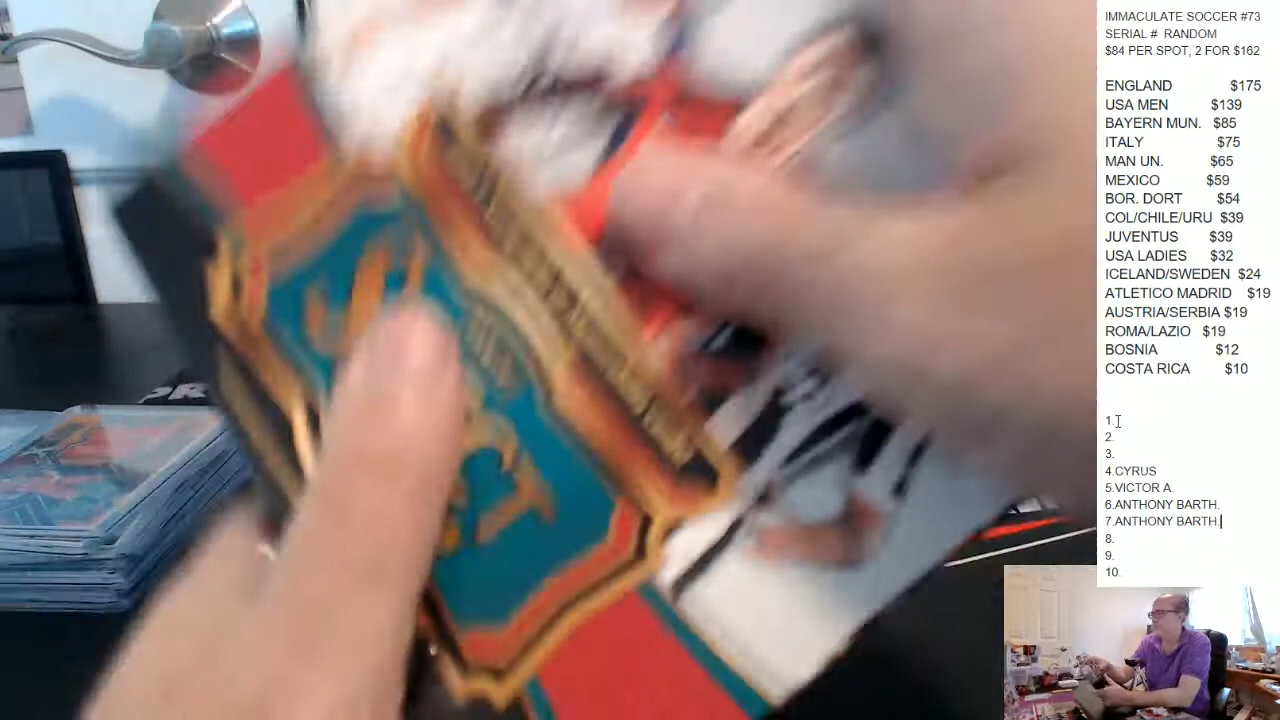 IMMACULATE SOCCER #73
SERIAL # RANDOM
$84 PER SPOT, 2 FOR $162
ENGLAND $175
USA MEN $139
BAYERN MUN. $85
ITALY $75
MAN UN. $65
MEXICO $59
BOR. DORT $54
COL/CHILE/URU $39
JUVENTUS $39
USA LADIES $32
ICELAND/SWEDEN $24
ATLETICO MADRID $19
AUSTRIA/SERBIA $19
ROMA/LAZIO $19
BOSNIA $12
COSTA RICA $10
1.
2.
3.
4.CYRUS
5.VICTOR A.
6.ANTHONY BARTH.
7.ANTHONY BARTH.
8.
9.
10.